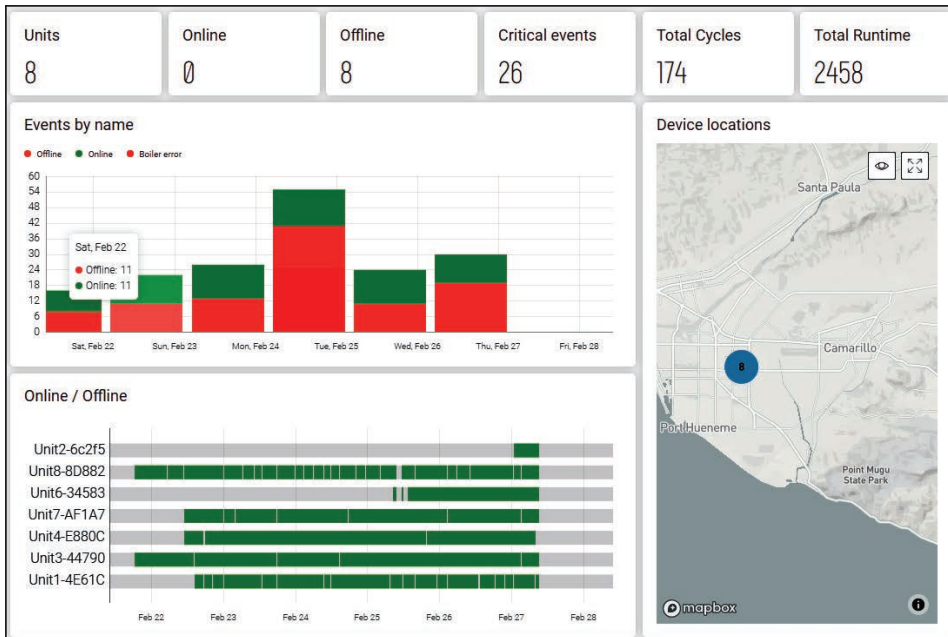 Units
8
Online
0
Offline
8
Critical events
26
Total Cycles
174
Total Runtime
2458
Events by name
Offline Online Boiler error
60
54
48
42
36
30
24
18
12
6
0
Sat, Feb 22
Offline: 11
Online: 11
Sat, Feb 22 Sun, Feb 23 Mon, Feb 24 Tue, Feb 25 Wed, Feb 26 Thu, Feb 27 Fri, Feb 28
Online / Offline
Unit2-6c2f5
Unit8-8D882
Unit6-34583
Unit7-AF1A7
Unit4-E880C
Unit3-44790
Unit1-4E61C
Feb 22 Feb 23 Feb 24 Feb 25 Feb 26 Feb 27 Feb 28
Device locations
Santa Paula
Camarillo
8
Port Hueneme
Point Mugu
State Park
mapbox